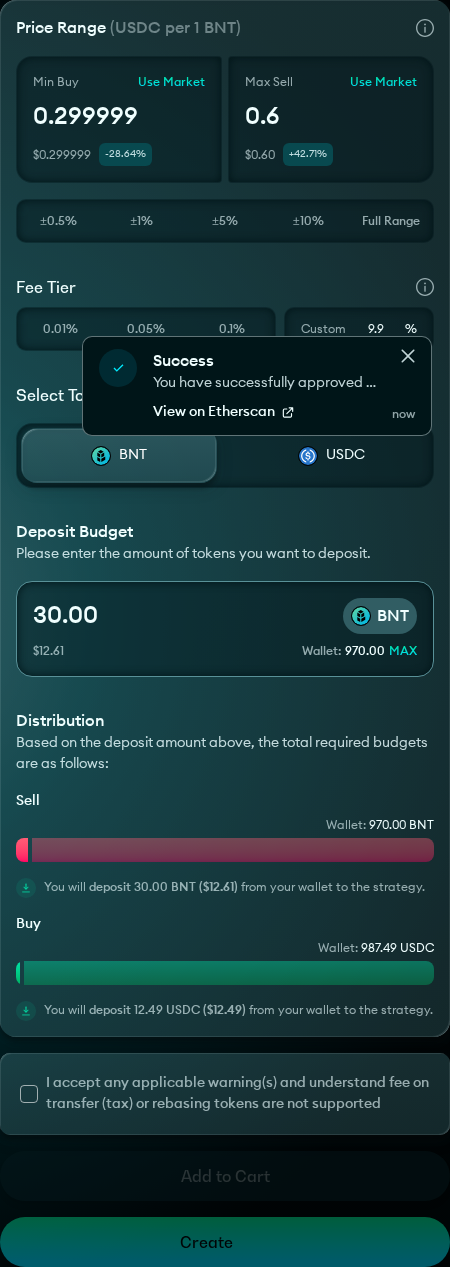 Price Range (USDC per 1 BNT)
Min Buy
Use Market
0.299999
$0.299999
-28.64%
Max Sell
Use Market
0.6
$0.60
+42.71%
±0.5%
±1%
±5%
±10%
Full Range
Fee Tier
0.01%
0.05%
0.1%
Custom
9.9
%
Success
You have successfully approved ...
View on Etherscan
now
Select To
BNT
USDC
Deposit Budget
Please enter the amount of tokens you want to deposit.
30.00
BNT
$12.61
Wallet: 970.00 MAX
Distribution
Based on the deposit amount above, the total required budgets
are as follows:
Sell
Wallet: 970.00 BNT
You will deposit 30.00 BNT ($12.61) from your wallet to the strategy.
Buy
Wallet: 987.49 USDC
You will deposit 12.49 USDC ($12.49) from your wallet to the strategy.
I accept any applicable warning(s) and understand fee on
transfer (tax) or rebasing tokens are not supported
Add to Cart
Create